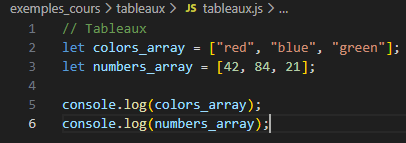 exemples_cours > tableaux > JS tableaux.js > ...
1 // Tableaux
2 let colors_array = ["red", "blue", "green"];
3 let numbers_array = [42, 84, 21];
4
5 console.log(colors_array);
6 console.log(numbers_array);